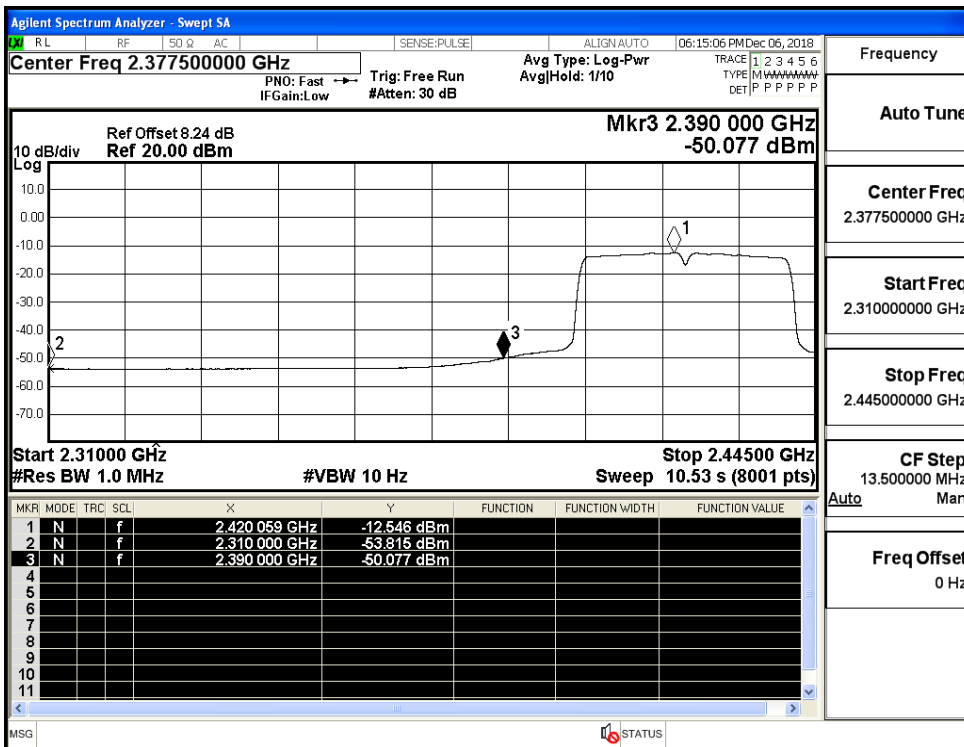 Agilent Spectrum Analyzer - Swept SA
LXI RL RF 50 Ω AC SENSE:PULSE ALIGN AUTO 06:15:06 PM Dec 06, 2018
Center Freq 2.377500000 GHz
PNO: Fast
IFGain:Low
Trig: Free Run
#Atten: 30 dB
Avg Type: Log-Pwr
Avg|Hold: 1/10
TRACE 1 2 3 4 5 6
TYPE M
DET P P P P P P
Ref Offset 8.24 dB
10 dB/div Ref 20.00 dBm
Log
Mkr3 2.390 000 GHz
-50.077 dBm
10.0
0.00
-10.0
-20.0
-30.0
-40.0
-50.0
-60.0
-70.0
1
2
3
Start 2.31000 GHz Stop 2.44500 GHz
#Res BW 1.0 MHz #VBW 10 Hz Sweep 10.53 s (8001 pts)
MKR MODE TRC SCL X Y FUNCTION FUNCTION WIDTH FUNCTION VALUE
1 N f 2.420 059 GHz -12.546 dBm
2 N f 2.310 000 GHz -53.815 dBm
3 N f 2.390 000 GHz -50.077 dBm
4
5
6
7
8
9
10
11
MSG STATUS
Frequency
Auto Tune
Center Freq
2.377500000 GHz
Start Freq
2.310000000 GHz
Stop Freq
2.445000000 GHz
CF Step
13.500000 MHz
Auto Man
Freq Offset
0 Hz